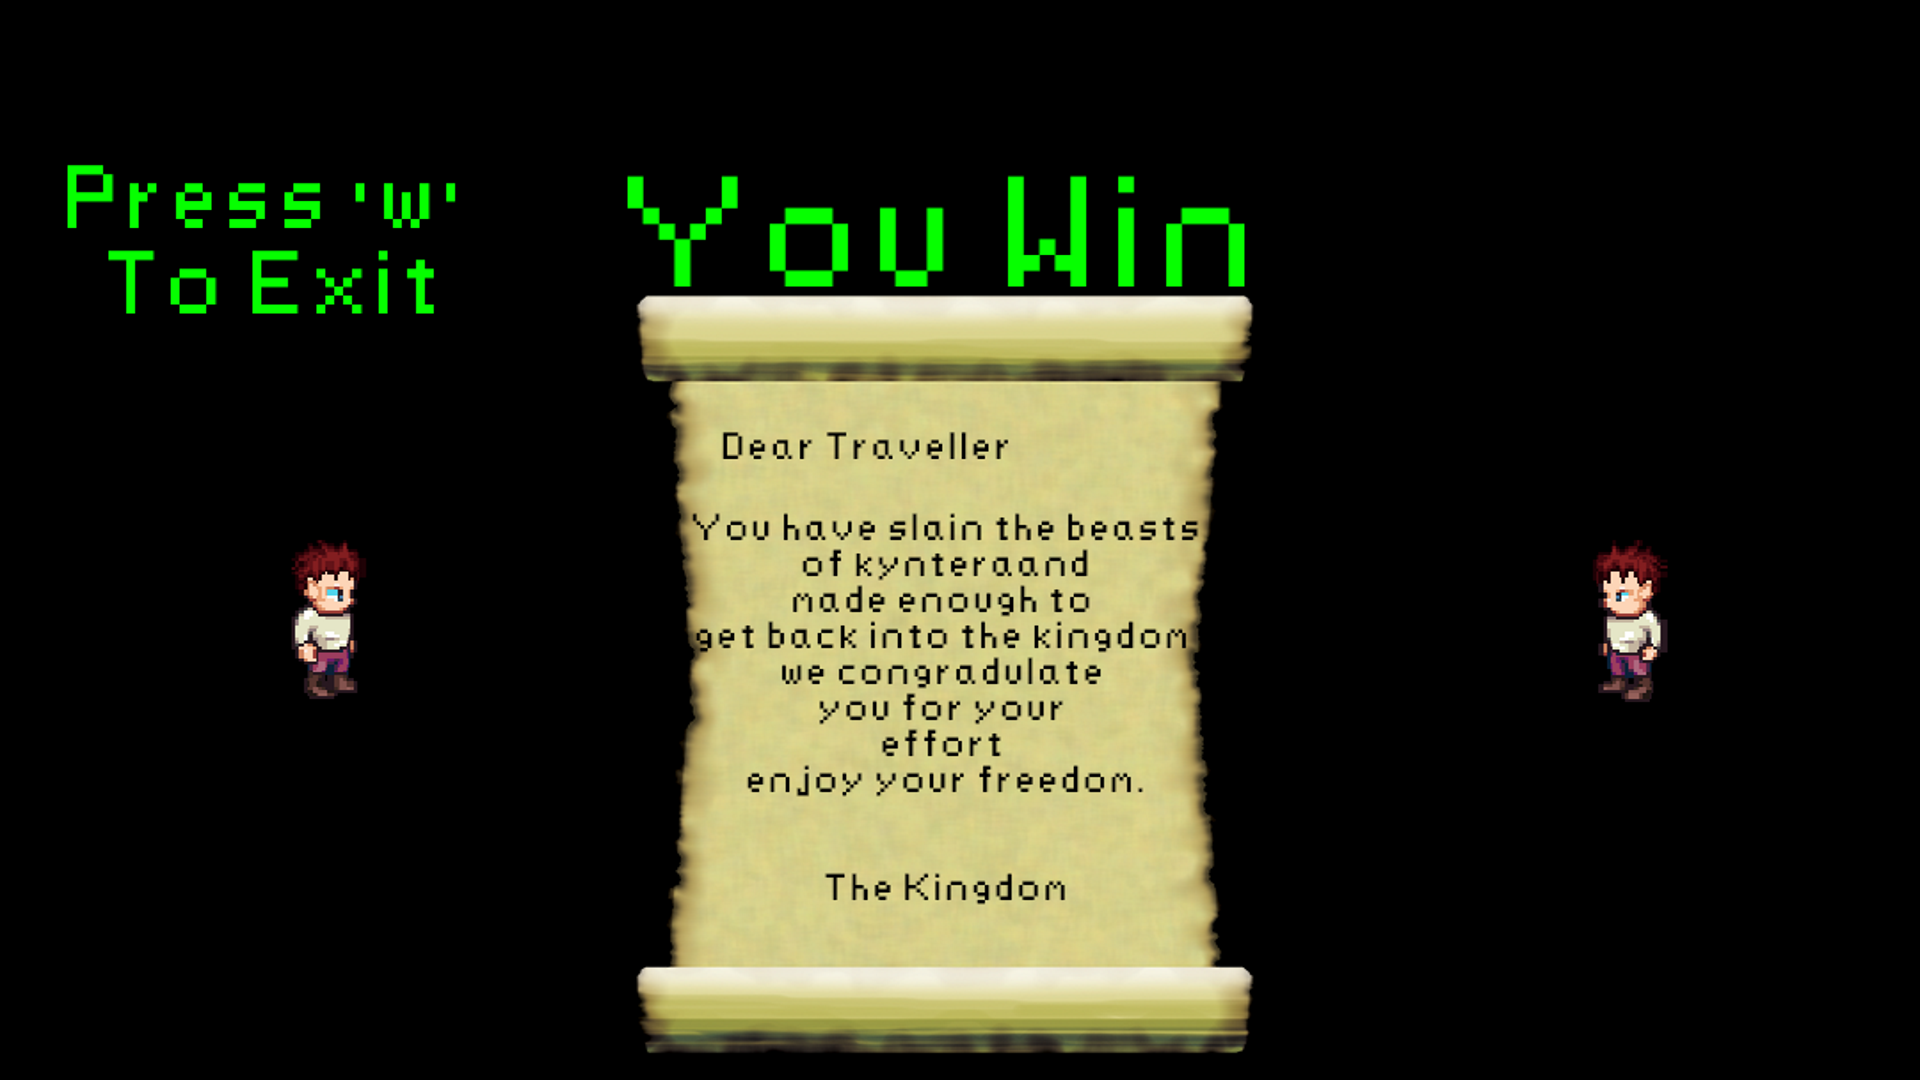 Press 'w'
To Exit
You Win
Dear Traveller
You have slain the beasts
of kynteraand
made enough to
get back into the kingdom
we congradulate
you for your
effort
enjoy your freedom.
The Kingdom